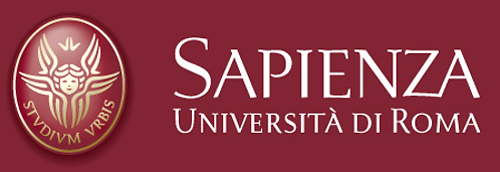 STVDIVM VRBIS
SAPIENZA
UNIVERSITÀ DI ROMA